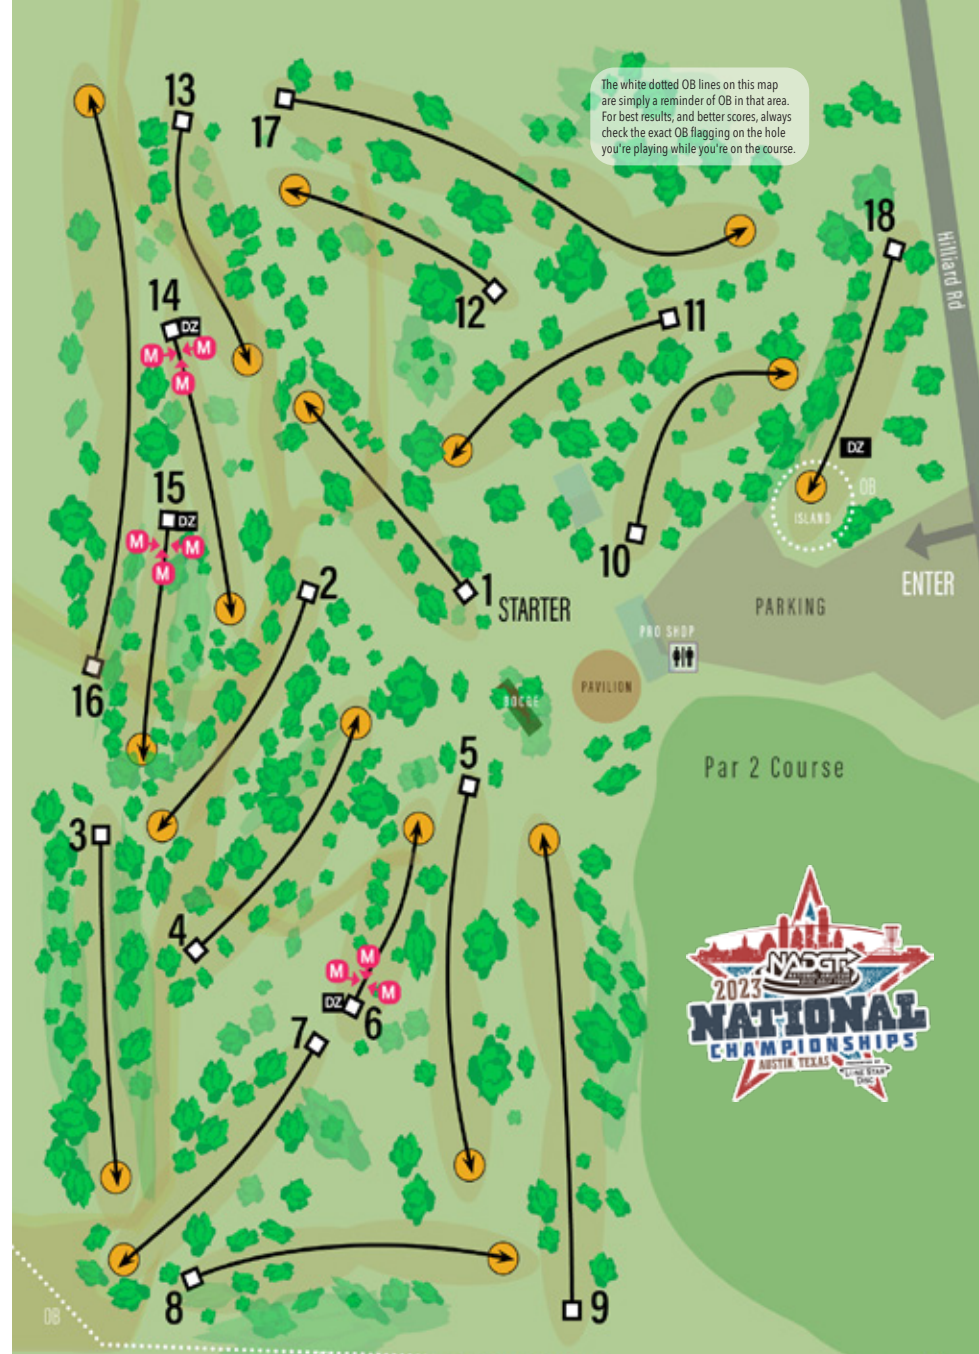 The white dotted OB lines on this map
are simply a reminder of OB in that area.
For best results, and better scores, always
check the exact OB flagging on the hole
you're playing while you're on the course.
13
17
18
Hilliard Rd
12
11
14
DZ
M
M
M
DZ
OB
ISLAND
15
DZ
M
M
M
10
ENTER
2
1
STARTER
PARKING
PRO SHOP
16
PAVILION
BOCCE
5
Par 2 Course
3
4
M
M
M
DZ
6
7
2023
NADGT
NATIONAL
CHAMPIONSHIPS
AUSTIN TEXAS
LONE STAR
DISC
8
9
OB